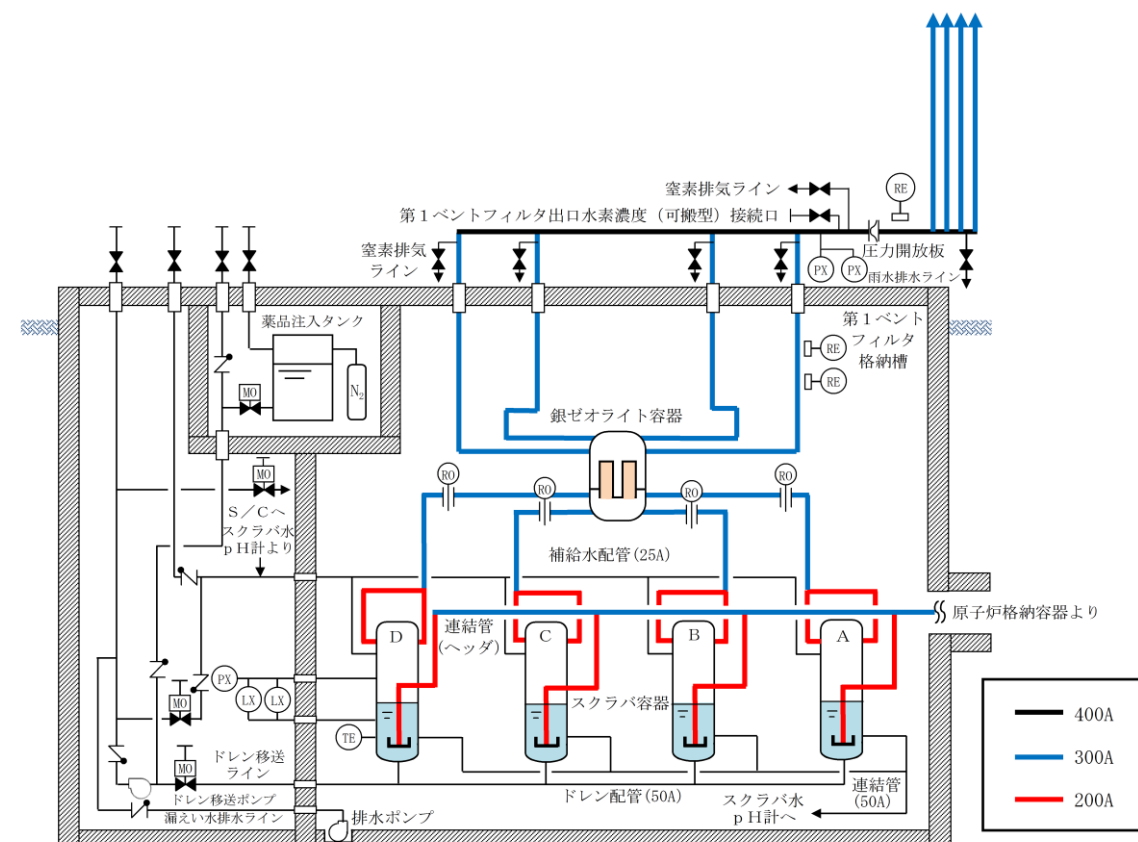 窒素排気ライン
RE
第１ベントフィルタ出口水素濃度（可搬型）接続口
窒素排気
ライン
圧力開放板
PX
PX
雨水排水ライン
薬品注入タンク
N₂
MO
第１ベント
フィルタ
格納槽
RE
RE
銀ゼオライト容器
MO
RO
RO
RO
RO
Ｓ／Ｃへ
スクラバ水
ｐＨ計より
補給水配管(25A)
原子炉格納容器より
D
連結管
(ヘッダ)
C
B
A
PX
LX
LX
MO
スクラバ容器
TE
ドレン移送
ライン
MO
ドレン移送ポンプ
漏えい水排水ライン
排水ポンプ
ドレン配管(50A)
スクラバ水
ｐＨ計へ
連結管
(50A)
400A
300A
200A